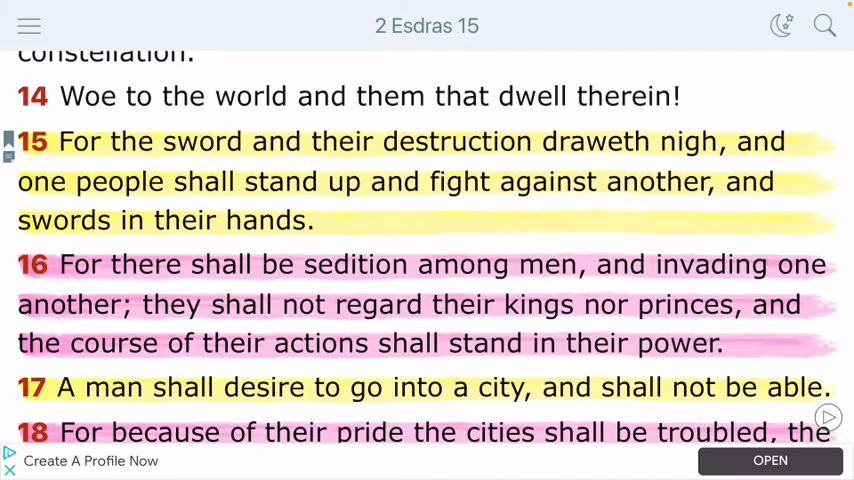 2 Esdras 15
constellation.
14 Woe to the world and them that dwell therein!
15 For the sword and their destruction draweth nigh, and
one people shall stand up and fight against another, and
swords in their hands.
16 For there shall be sedition among men, and invading one
another; they shall not regard their kings nor princes, and
the course of their actions shall stand in their power.
17 A man shall desire to go into a city, and shall not be able.
18 For because of their pride the cities shall be troubled, the
Create A Profile Now
OPEN